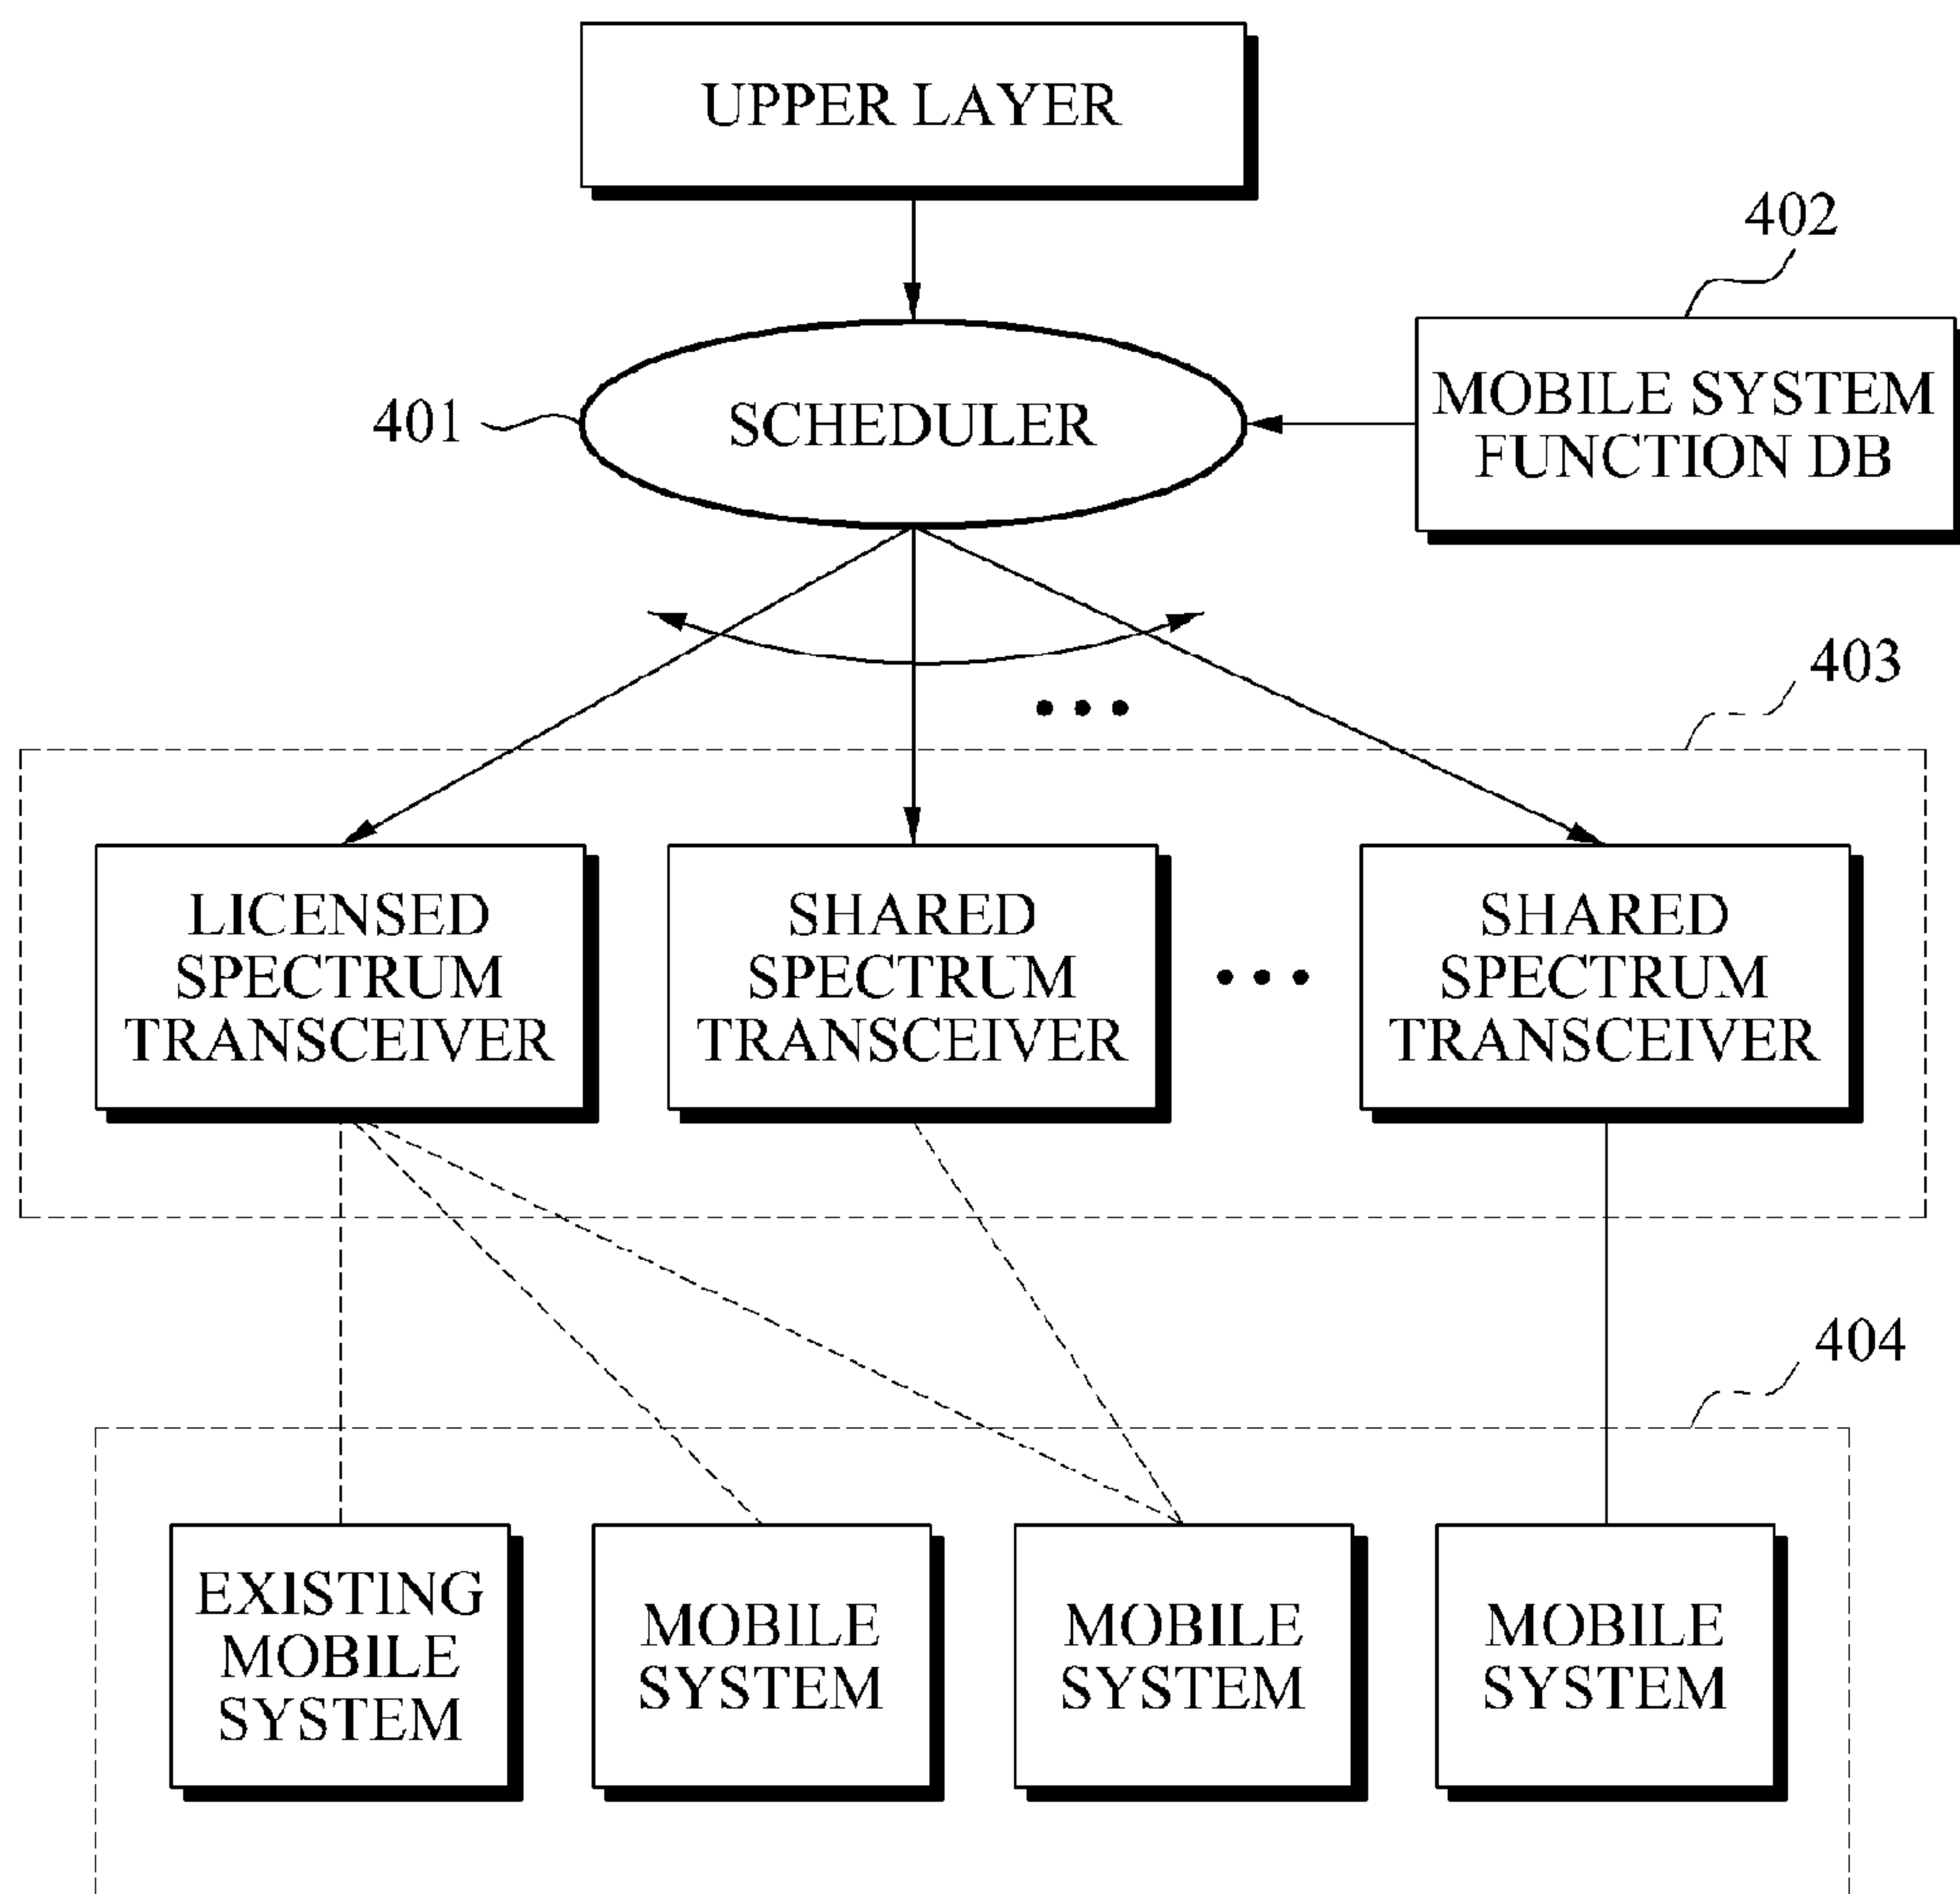 UPPER LAYER
402
401
SCHEDULER
MOBILE SYSTEM
FUNCTION DB
403
LICENSED
SPECTRUM
TRANSCEIVER
SHARED
SPECTRUM
TRANSCEIVER
SHARED
SPECTRUM
TRANSCEIVER
404
EXISTING
MOBILE
SYSTEM
MOBILE
SYSTEM
MOBILE
SYSTEM
MOBILE
SYSTEM